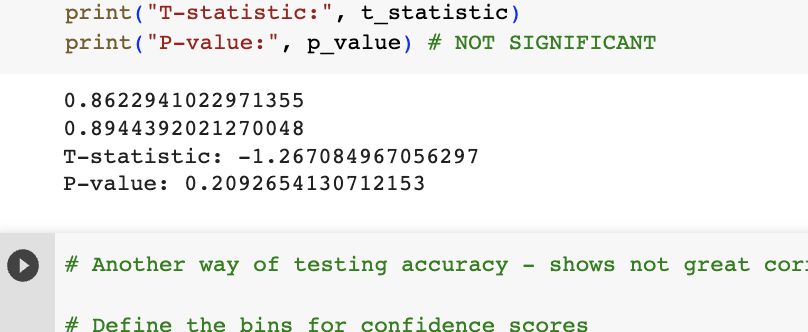 print("T-statistic:", t_statistic)
print("P-value:", p_value) # NOT SIGNIFICANT
0.8622941022971355
0.8944392021270048
T-statistic: -1.267084967056297
P-value: 0.2092654130712153
# Another way of testing accuracy - shows not great
# Define the bins for confidence scores